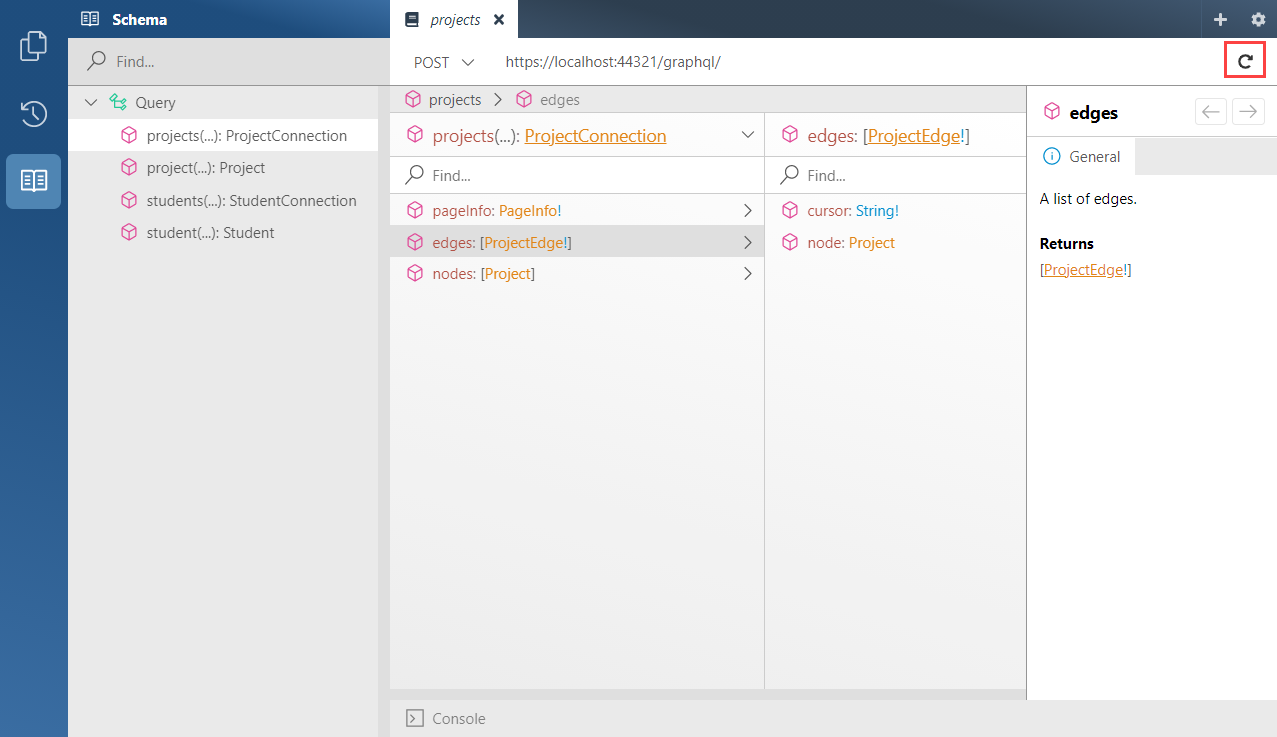 Schema
Find...
Query
projects(...): ProjectConnection
project(...): Project
students(...): StudentConnection
student(...): Student
projects
POST
https://localhost:44321/graphql/
projects > edges
projects(...): ProjectConnection
Find...
pageInfo: PageInfo!
edges: [ProjectEdge!]
nodes: [Project]
edges: [ProjectEdge!]
Find...
cursor: String!
node: Project
edges
General
A list of edges.
Returns
[ProjectEdge!]
Console